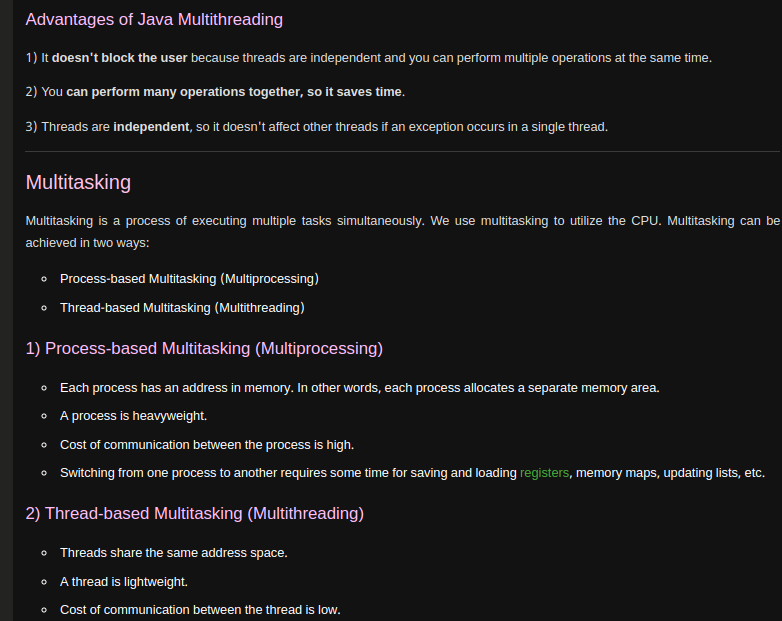 Advantages of Java Multithreading
1) It doesn't block the user because threads are independent and you can perform multiple operations at the same time.
2) You can perform many operations together, so it saves time.
3) Threads are independent, so it doesn't affect other threads if an exception occurs in a single thread.
Multitasking
Multitasking is a process of executing multiple tasks simultaneously. We use multitasking to utilize the CPU. Multitasking can be
achieved in two ways:
Process-based Multitasking (Multiprocessing)
Thread-based Multitasking (Multithreading)
1) Process-based Multitasking (Multiprocessing)
Each process has an address in memory. In other words, each process allocates a separate memory area.
A process is heavyweight.
Cost of communication between the process is high.
Switching from one process to another requires some time for saving and loading registers, memory maps, updating lists, etc.
2) Thread-based Multitasking (Multithreading)
Threads share the same address space.
A thread is lightweight.
Cost of communication between the thread is low.